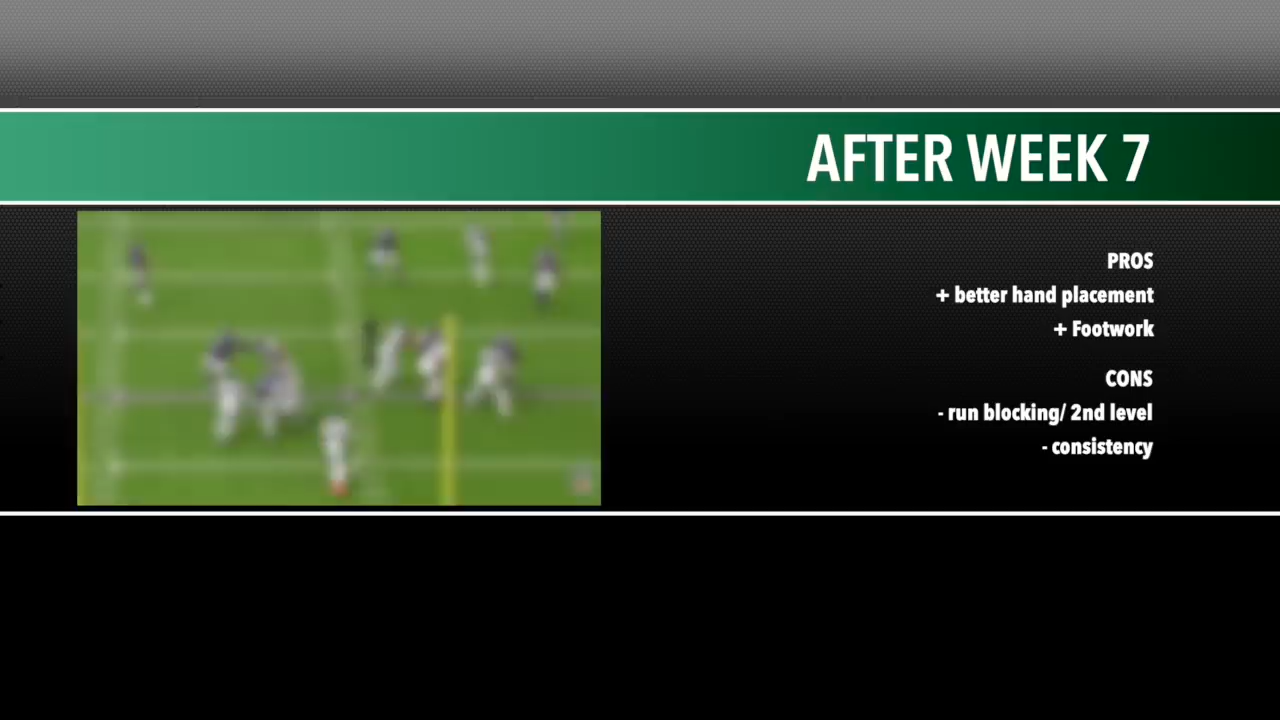 AFTER WEEK 7
PROS
+ better hand placement
+ Footwork
CONS
- run blocking/ 2nd level
- consistency